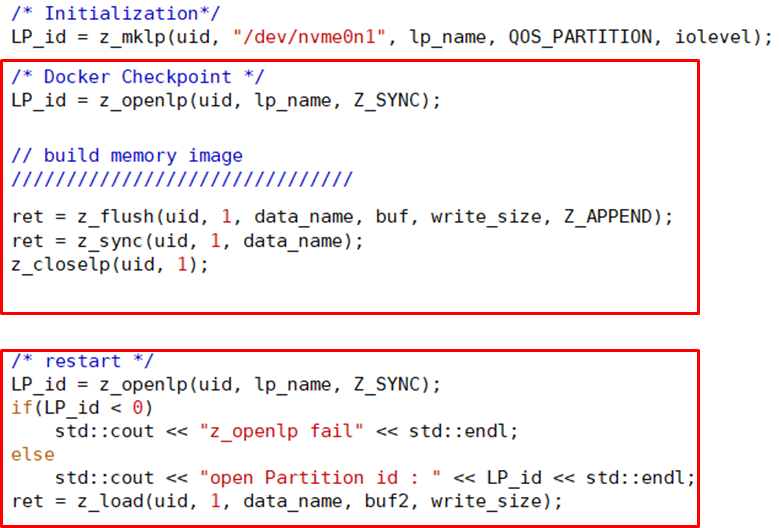 /* Initialization*/
LP_id = z_mklp(uid, "/dev/nvme0n1", lp_name, QOS_PARTITION, iolevel);
/* Docker Checkpoint */
LP_id = z_openlp(uid, lp_name, Z_SYNC);
// build memory image
////////////////////////////////
ret = z_flush(uid, 1, data_name, buf, write_size, Z_APPEND);
ret = z_sync(uid, 1, data_name);
z_closelp(uid, 1);
/* restart */
LP_id = z_openlp(uid, lp_name, Z_SYNC);
if(LP_id < 0)
    std::cout << "z_openlp fail" << std::endl;
else
    std::cout << "open Partition id : " << LP_id << std::endl;
ret = z_load(uid, 1, data_name, buf2, write_size);